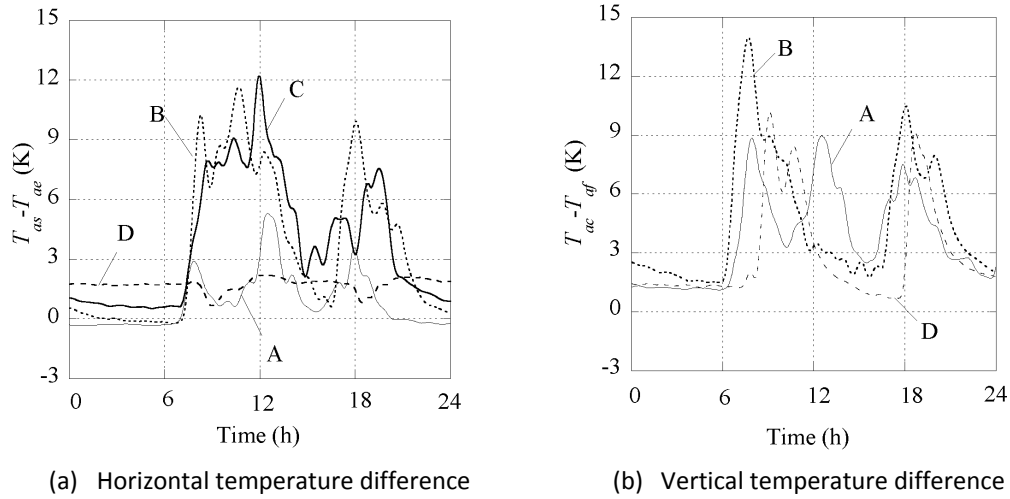 15
12
9
6
3
0
-3
T_as -T_ae (K)
B
C
D
A
0
6
12
18
24
Time (h)
(a) Horizontal temperature difference
15
12
9
6
3
0
-3
T_ac-T_af (K)
B
A
D
0
6
12
18
24
Time (h)
(b) Vertical temperature difference